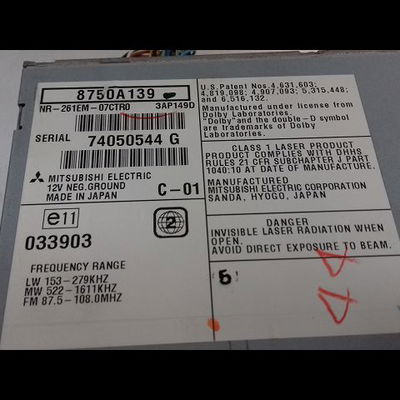 8750A139
NR-261EM-07CTR0 3AP149D
SERIAL 74050544 G
MITSUBISHI ELECTRIC
12V NEG.GROUND C-01
MADE IN JAPAN
e11
033903
FREQUENCY RANGE
LW 153-279KHZ
MW 522-1611KHZ
FM 87.5-108.0MHZ
U.S.Patent Nos.4,631,603;
4,819,098; 4,907,093; 5,315,448;
and 6,516,132.
Manufactured under license from
Dolby Laboratories.
"Dolby"and the double-D symbol
are trademarks of Dolby
Laboratories.
CLASS 1 LASER PRODUCT
PRODUCT COMPLIES WITH DHHS
RULES 21 CFR SUBCHAPTER J PART
1040:10 AT DATE OF MANUFACTURE.
MANUFACTURED
MITSUBISHI ELECTRIC CORPORATION
SANDA, HYOGO, JAPAN
DANGER
INVISIBLE LASER RADIATION WHEN
OPEN.
AVOID DIRECT EXPOSURE TO BEAM.
5
D
D